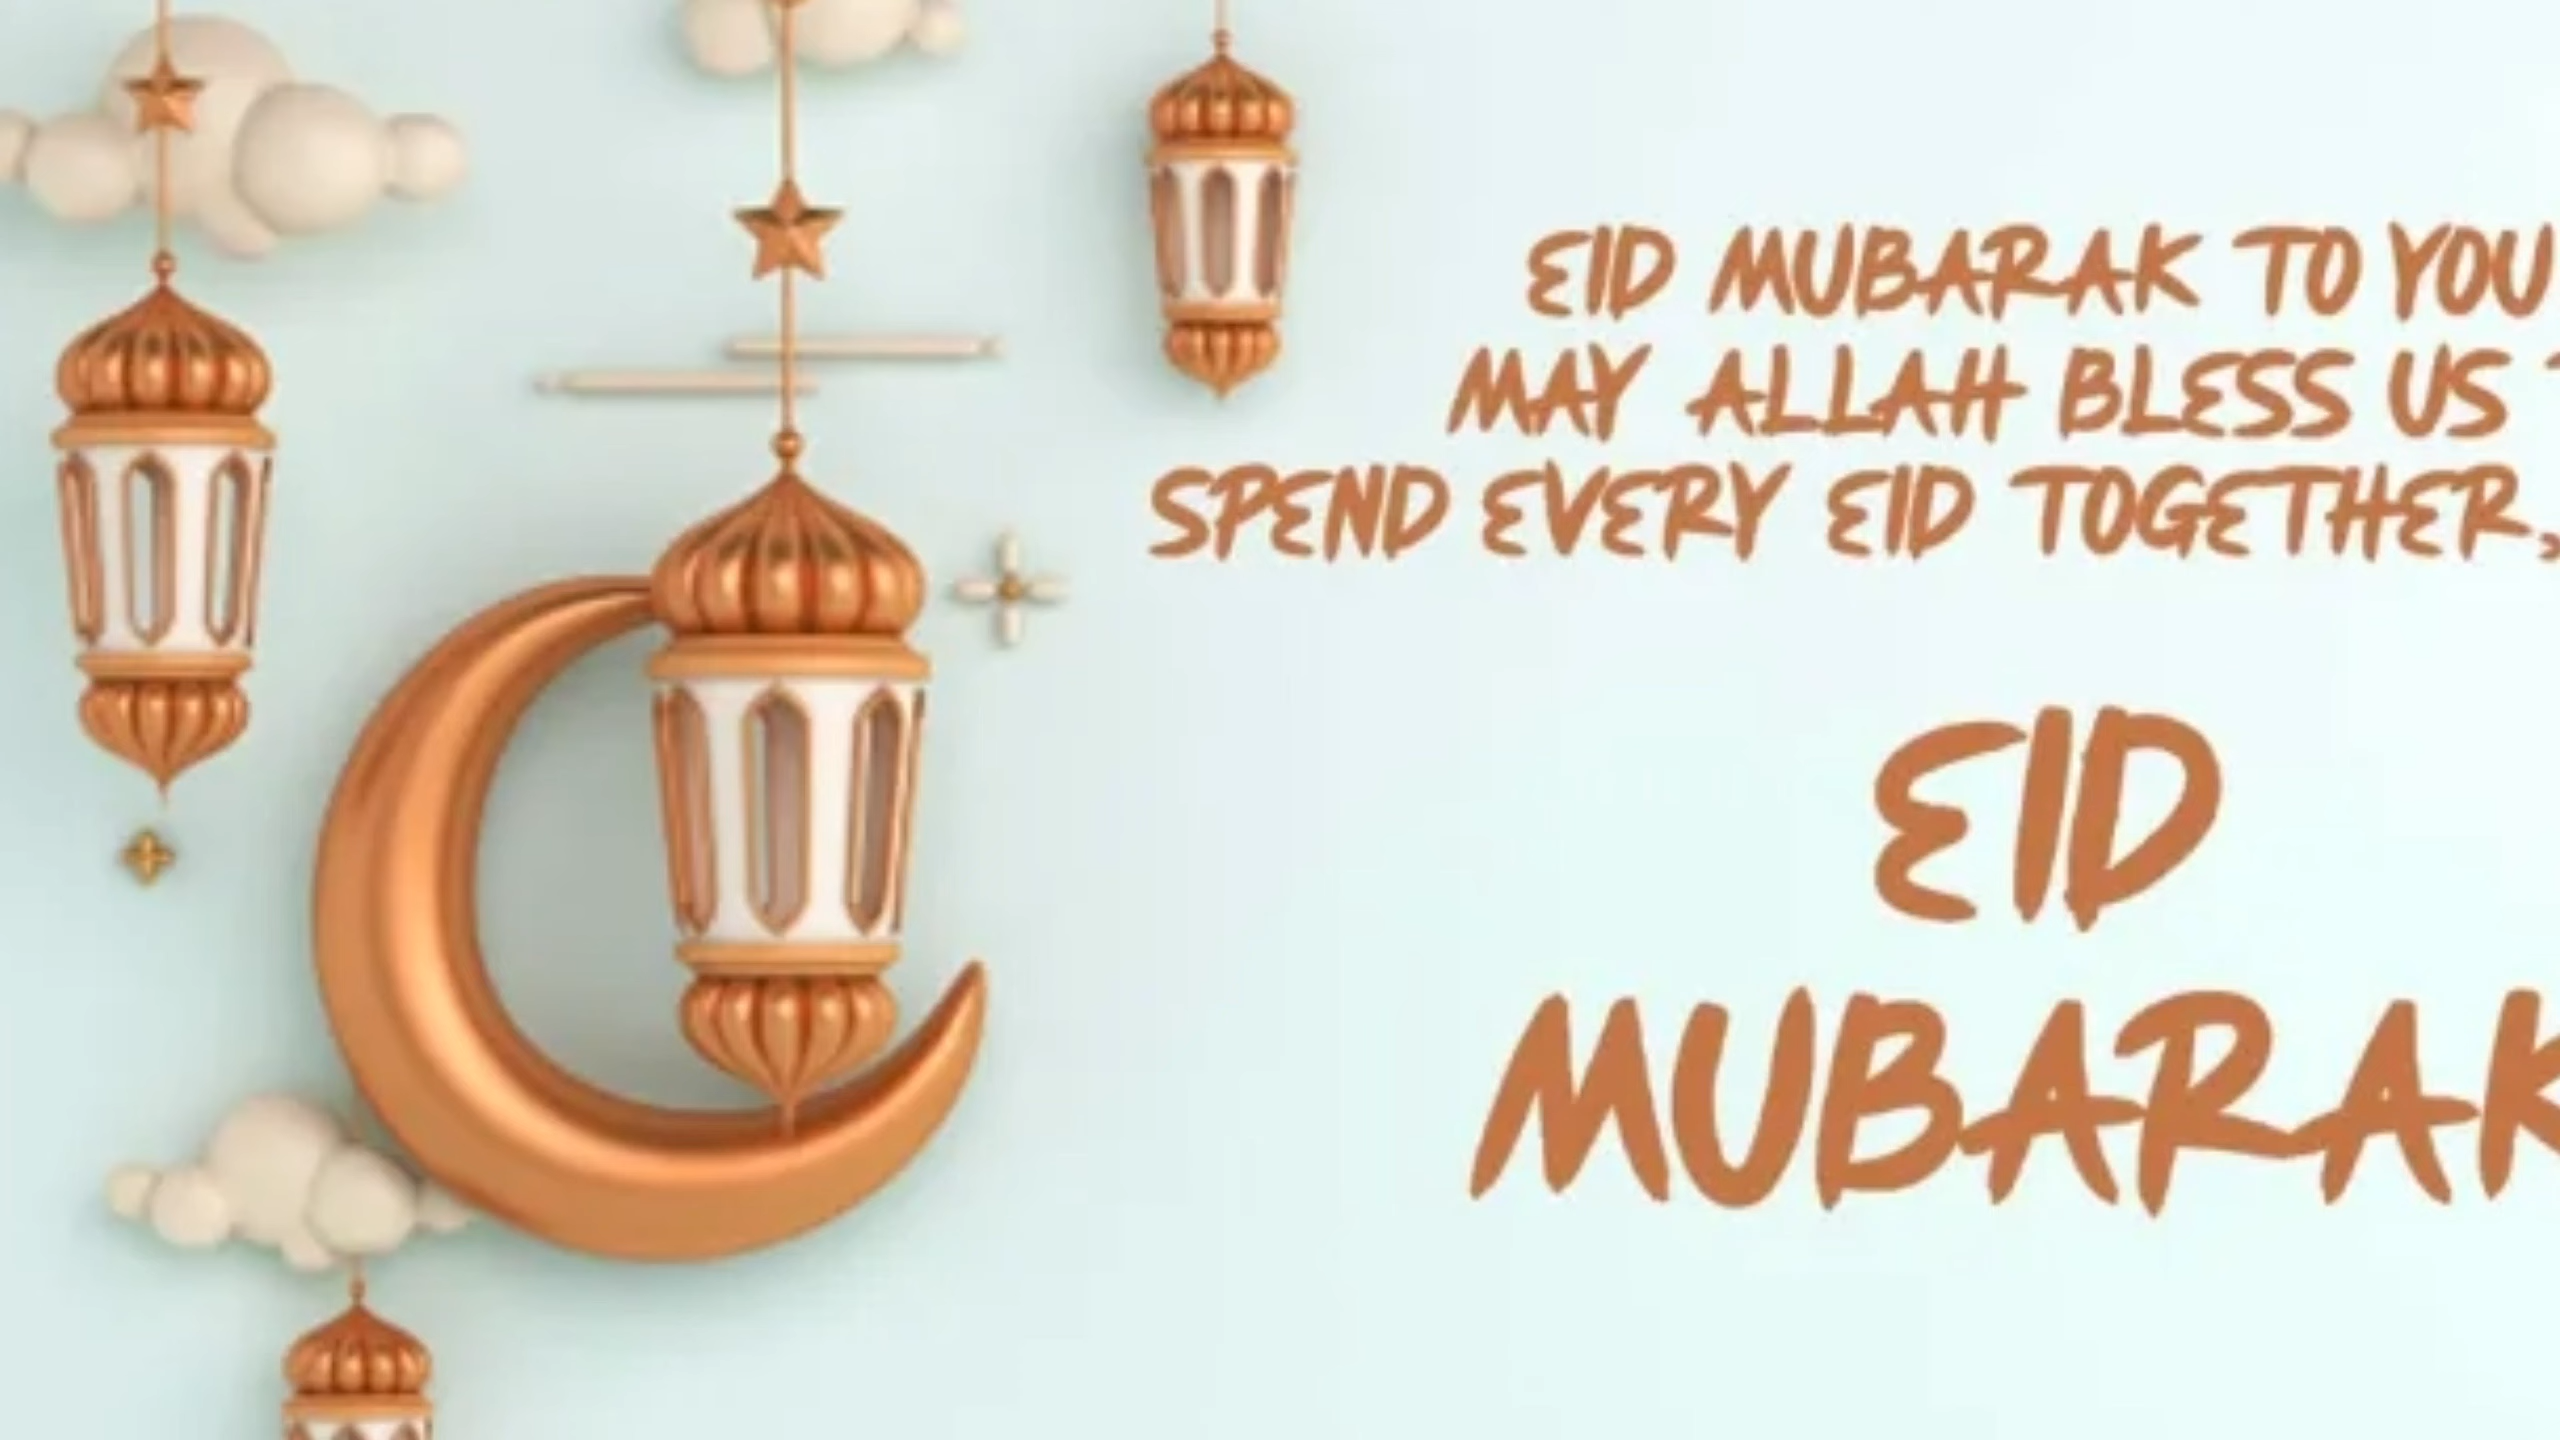 EID MUBARAK TO YOU
MAY ALLAH BLESS US
SPEND EVERY EID TOGETHER,
EID
MUBARAK